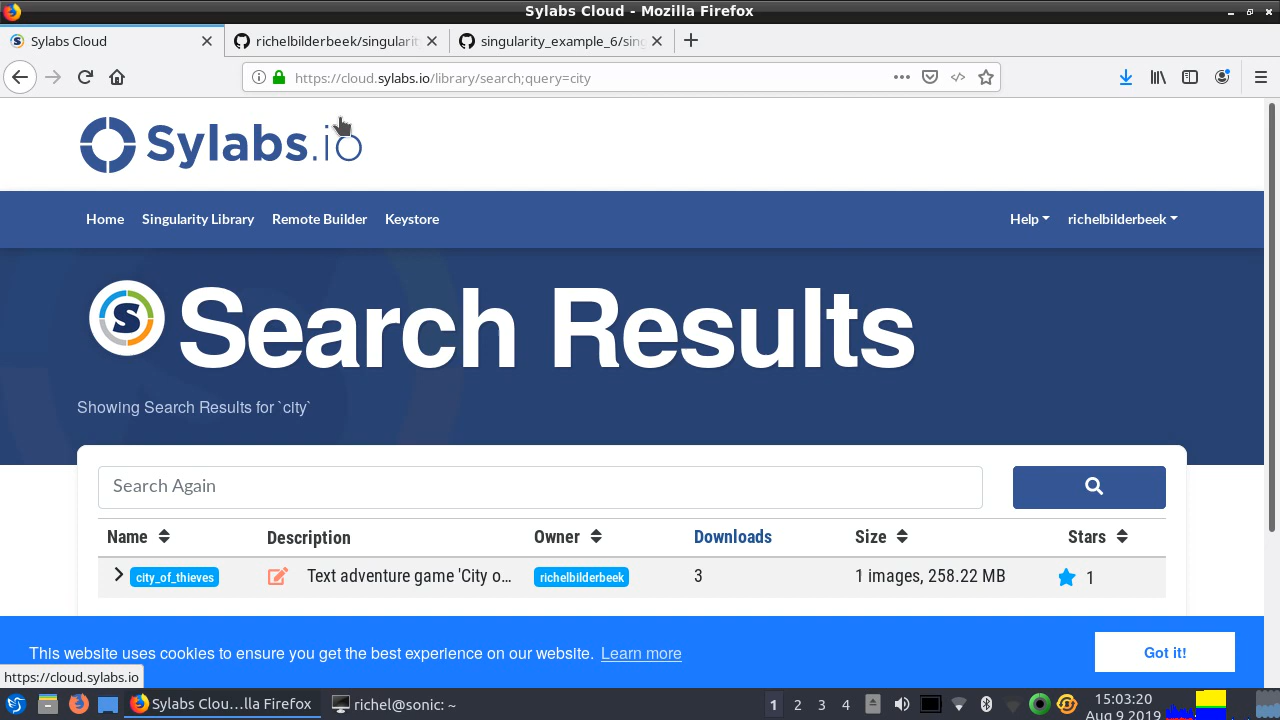 Sylabs Cloud - Mozilla Firefox
Sylabs Cloud
richelbilderbeek/singularit
singularity_example_6/sing
https://cloud.sylabs.io/library/search;query=city
Sylabs.io
Home Singularity Library Remote Builder Keystore Help richelbilderbeek
S Search Results
Showing Search Results for `city`
Search Again
Name Description Owner Downloads Size Stars
city_of_thieves Text adventure game 'City o... richelbilderbeek 3 1 images, 258.22 MB 1
This website uses cookies to ensure you get the best experience on our website. Learn more Got it!
https://cloud.sylabs.io
Sylabs Clou...lla Firefox richel@sonic: ~ 1 2 3 4 15:03:20
Aug 9 2019